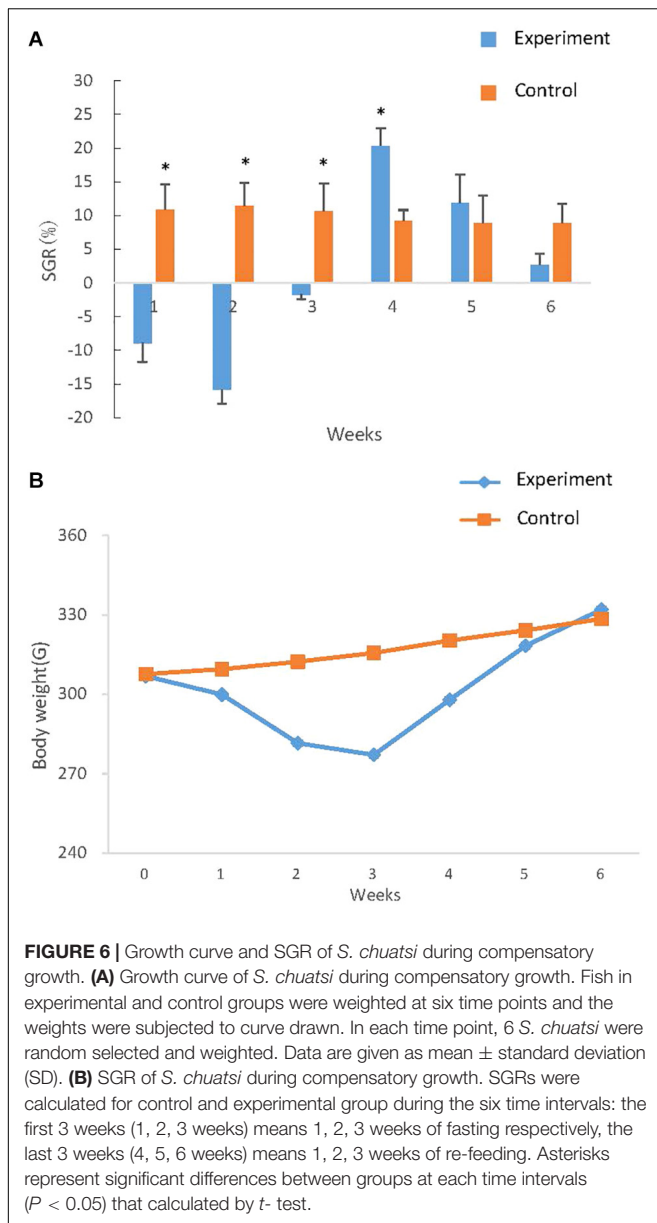 A
Experiment
Control
30
25
20
15
10
5
0
-5
-10
-15
-20
SGR (%)
* * * *
1 2 3 4 5 6
Weeks
B
Experiment
Control
360
330
300
270
240
Body weight(G)
0 1 2 3 4 5 6
Weeks
FIGURE 6 | Growth curve and SGR of S. chuatsi during compensatory
growth. (A) Growth curve of S. chuatsi during compensatory growth. Fish in
experimental and control groups were weighted at six time points and the
weights were subjected to curve drawn. In each time point, 6 S. chuatsi were
random selected and weighted. Data are given as mean ± standard deviation
(SD). (B) SGR of S. chuatsi during compensatory growth. SGRs were
calculated for control and experimental group during the six time intervals: the
first 3 weeks (1, 2, 3 weeks) means 1, 2, 3 weeks of fasting respectively, the
last 3 weeks (4, 5, 6 weeks) means 1, 2, 3 weeks of re-feeding. Asterisks
represent significant differences between groups at each time intervals
(P < 0.05) that calculated by t- test.